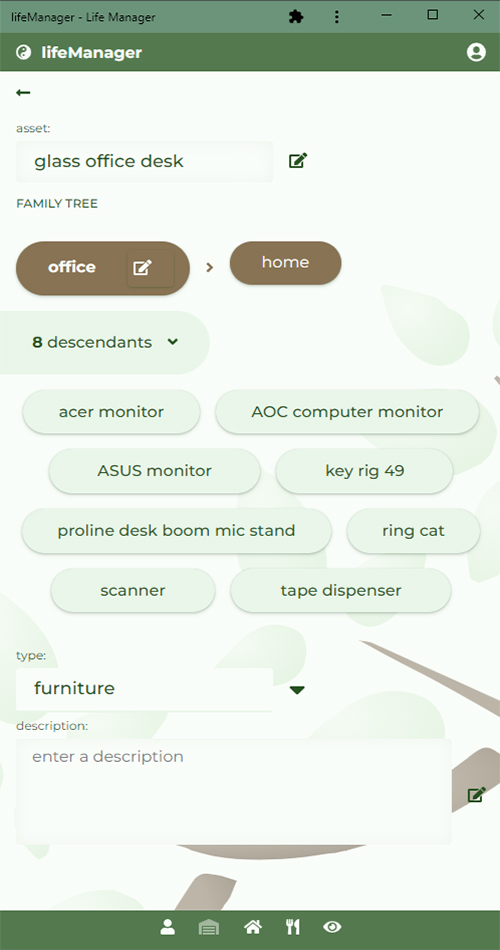 lifeManager - Life Manager
lifeManager
asset:
glass office desk
FAMILY TREE
office
home
8 descendants
acer monitor
AOC computer monitor
ASUS monitor
key rig 49
proline desk boom mic stand
ring cat
scanner
tape dispenser
type:
furniture
description:
enter a description